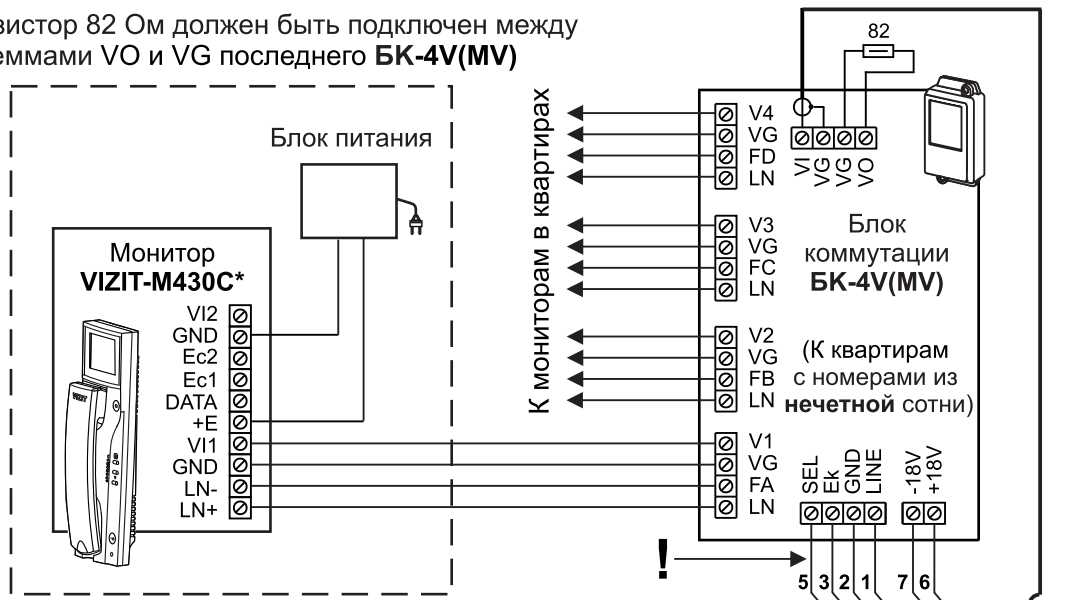 зистор 82 Ом должен быть подключен между
еммами VO и VG последнего БК-4V(MV)
82
Блок питания
К мониторам в квартирах
Монитор
VIZIT-M430C*
VI2
GND
Ec2
Ec1
DATA
+E
VI1
GND
LN-
LN+
VIZIT
V4
VG
FD
LN
VI
VG
VG
VO
V3
VG
FC
LN
Блок
коммутации
БК-4V(MV)
V2
VG
FB
LN
(К квартирам
с номерами из
нечетной сотни)
V1
VG
FA
LN
SEL
Ek
GND
LINE
-18V
+18V
!
5 3 2 1 7 6